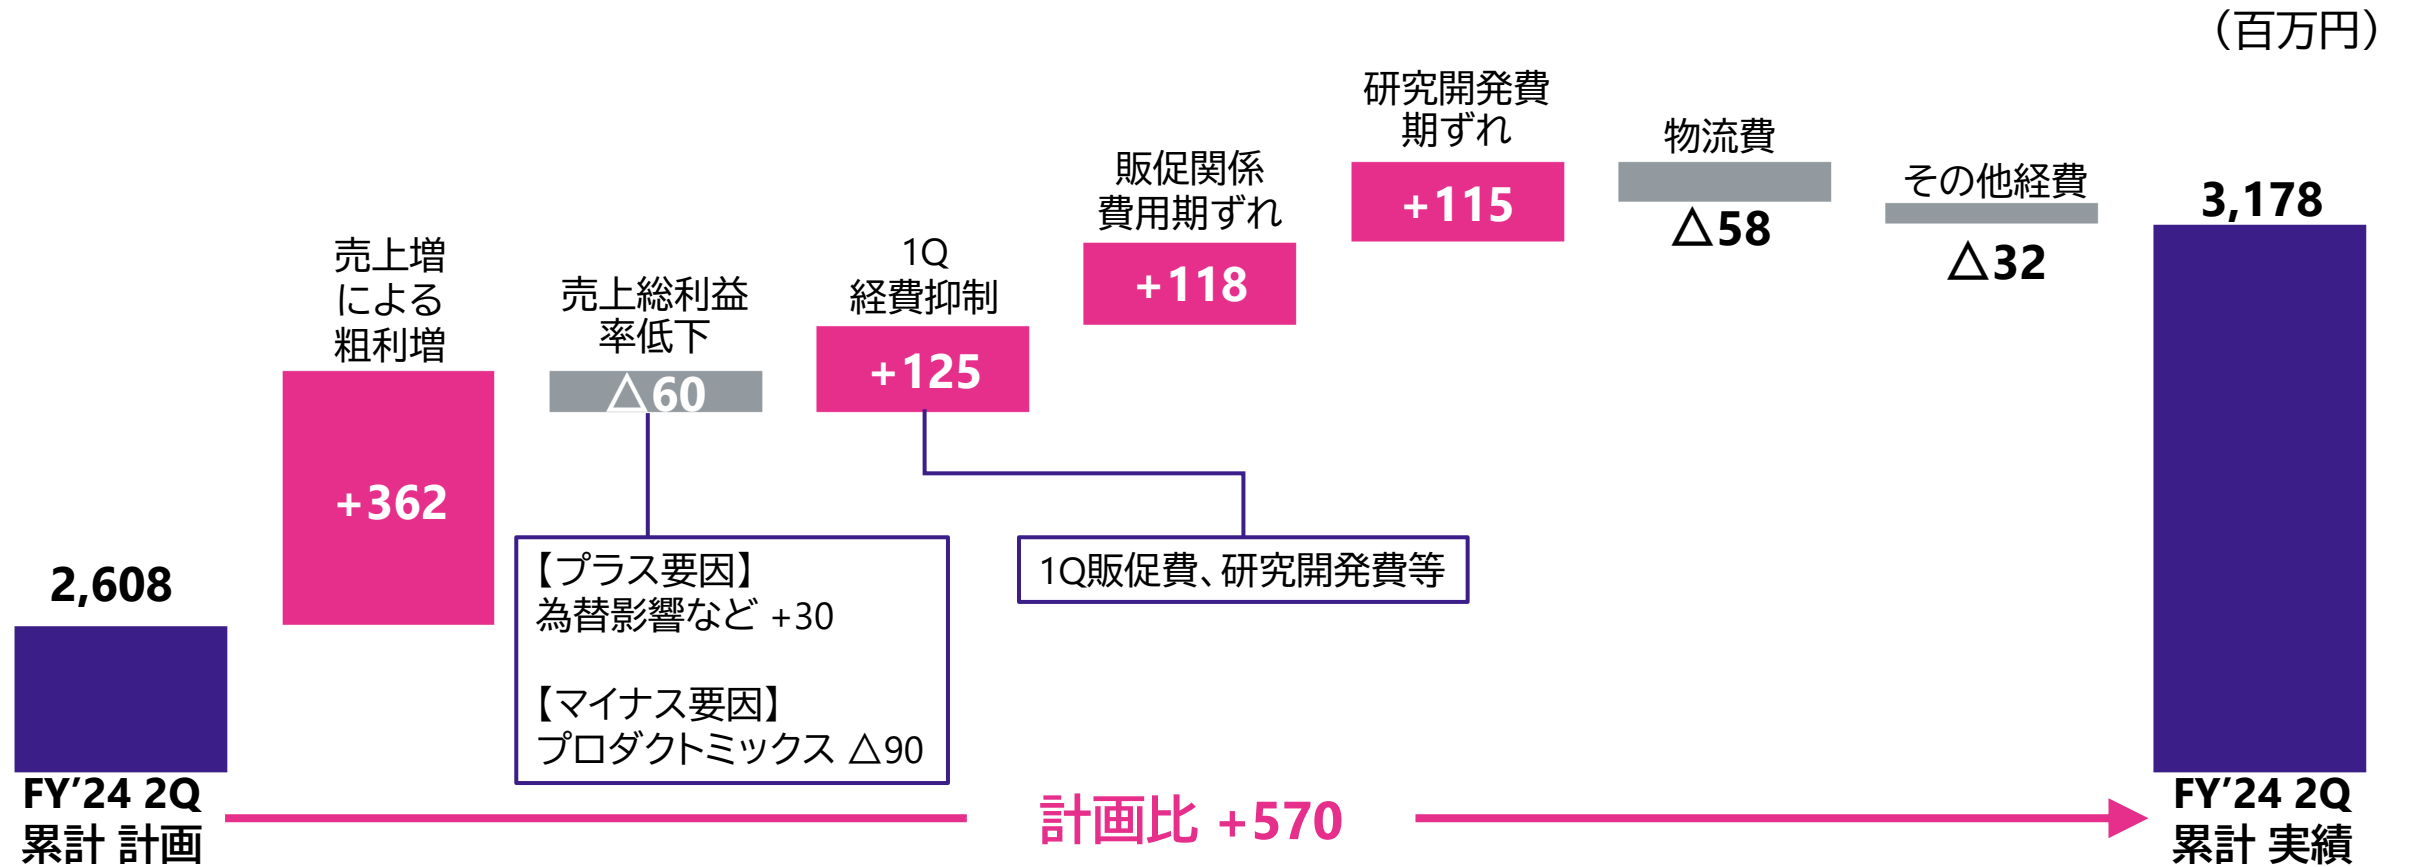 （百万円）
2,608
FY’24 2Q
累計 計画
売上増
による
粗利増
+362
売上総利益
率低下
△60
【プラス要因】
為替影響など +30
【マイナス要因】
プロダクトミックス △90
1Q
経費抑制
+125
1Q販促費、研究開発費等
販促関係
費用期ずれ
+118
研究開発費
期ずれ
+115
物流費
△58
その他経費
△32
3,178
FY’24 2Q
累計 実績
計画比 +570